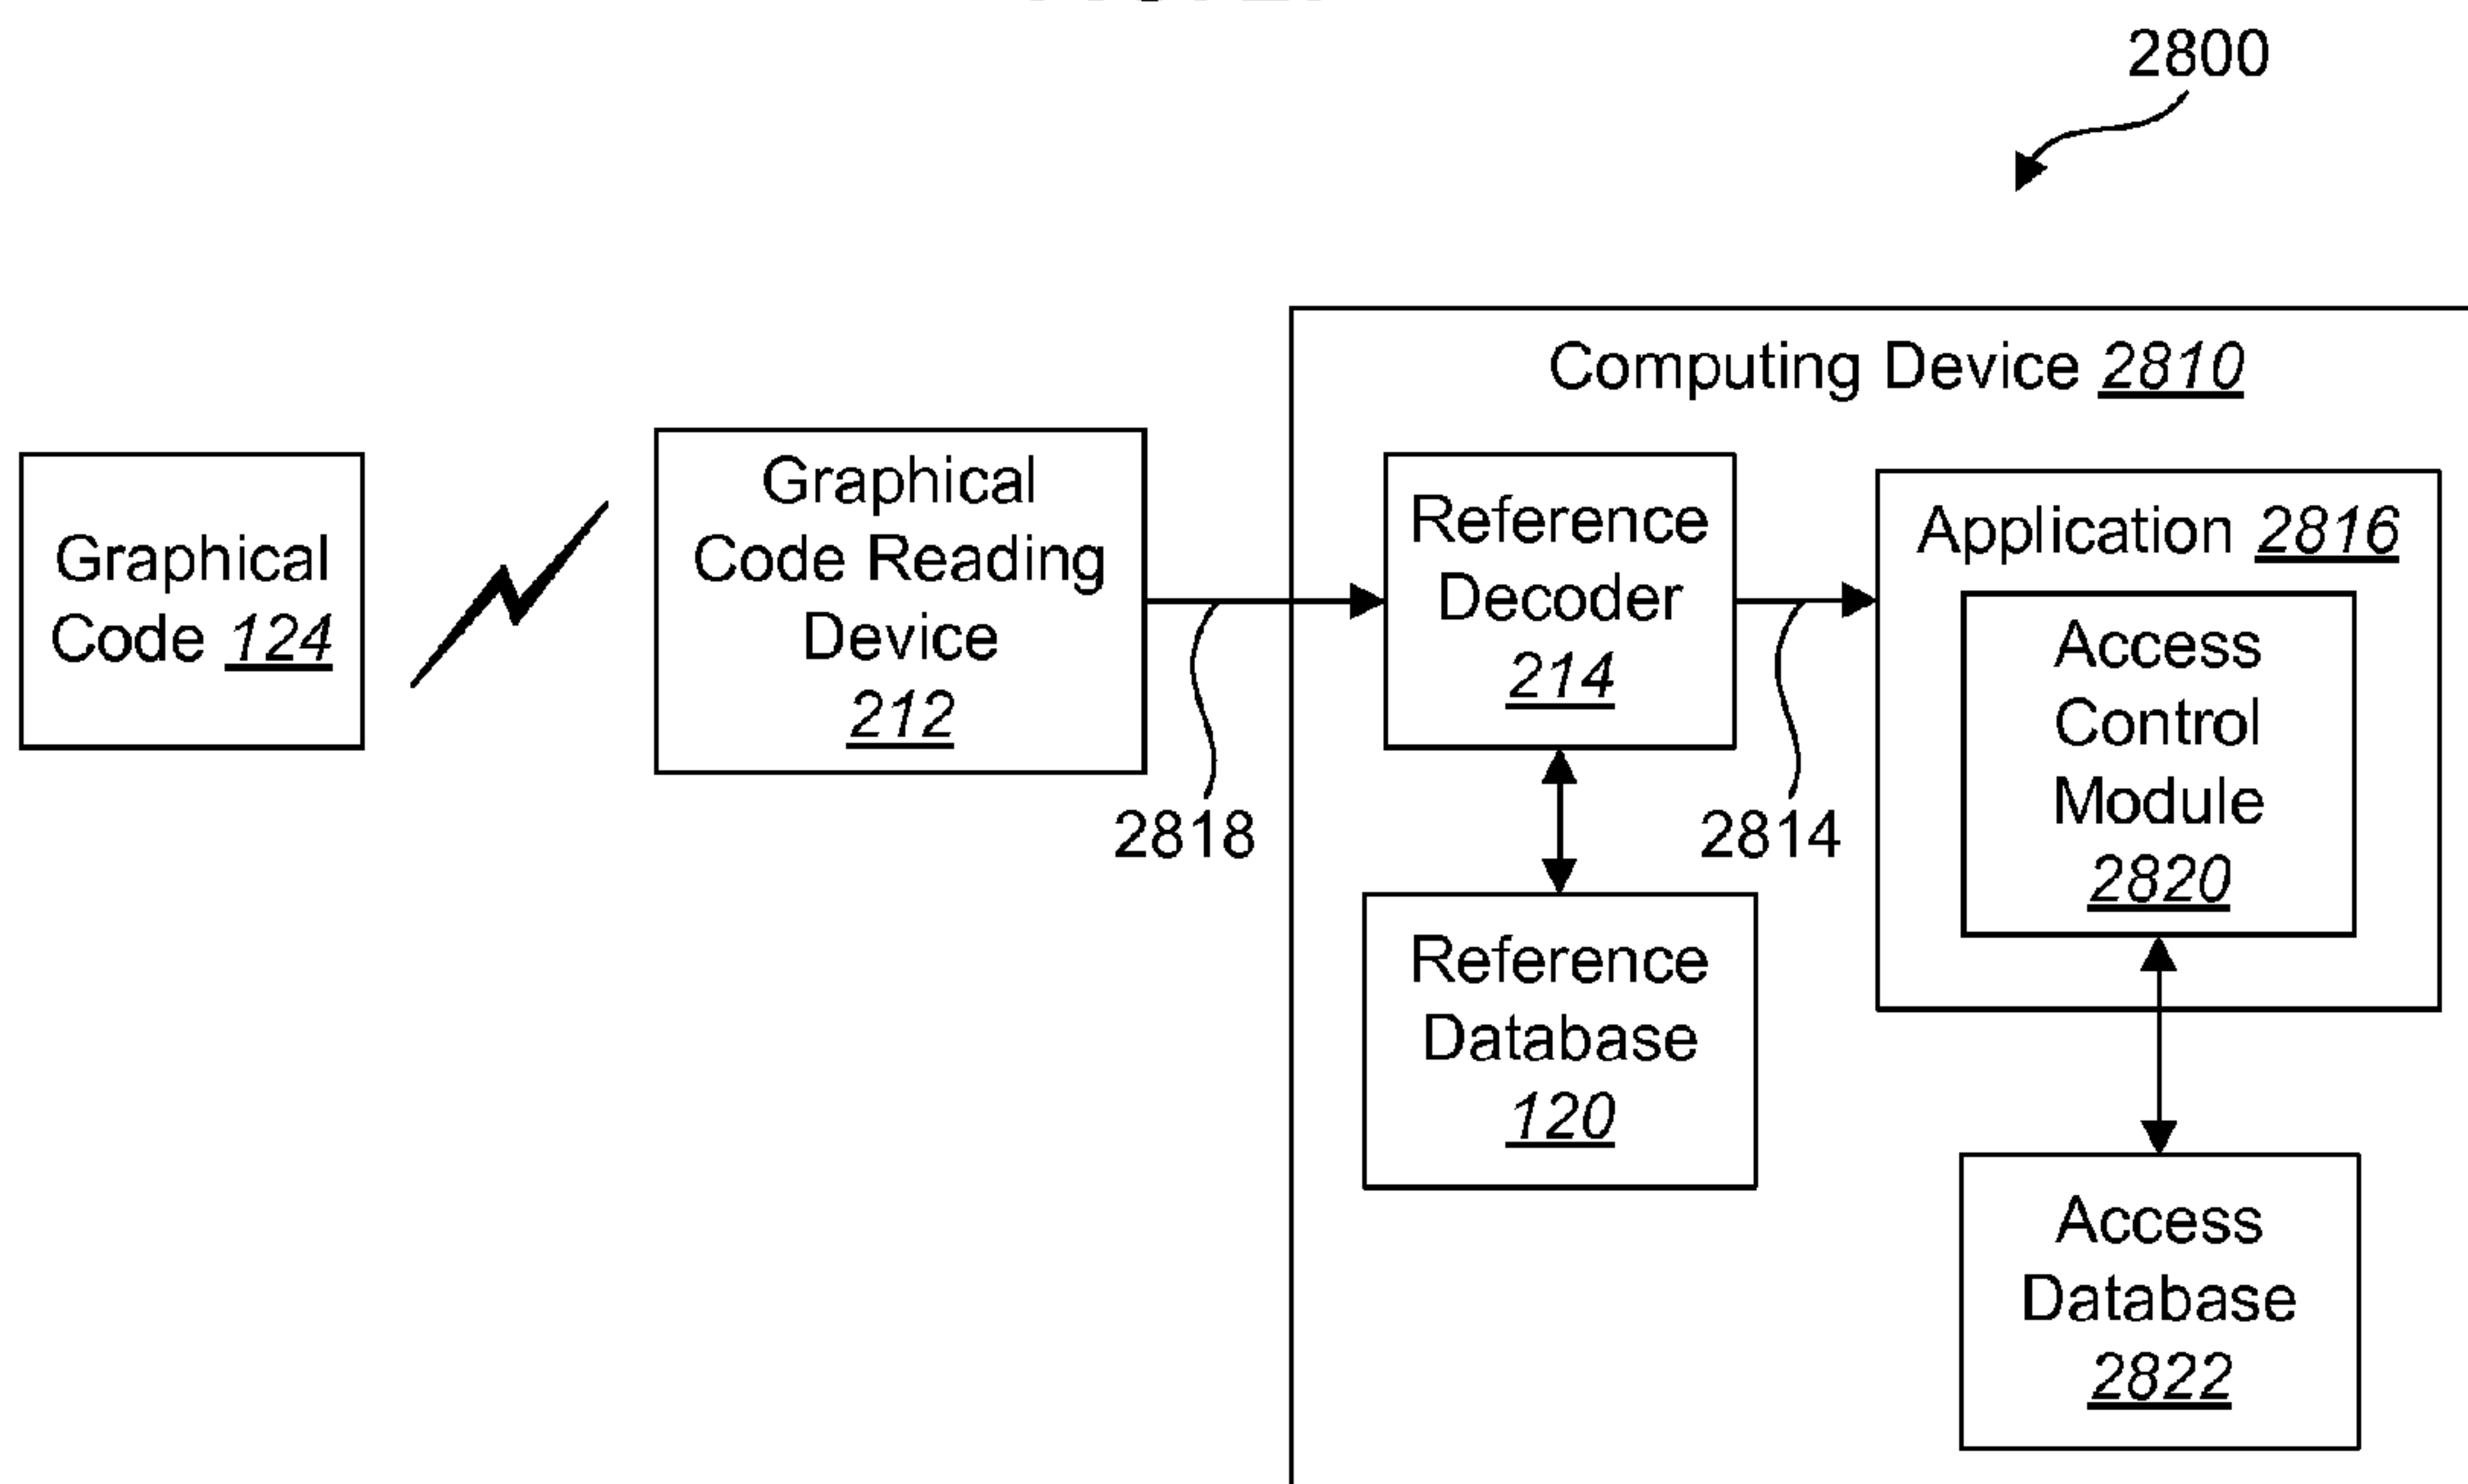 2800
Computing Device 2810
Graphical
Code 124
Graphical
Code Reading
Device
212
2818
Reference
Decoder
214
2814
Reference
Database
120
Application 2816
Access
Control
Module
2820
Access
Database
2822